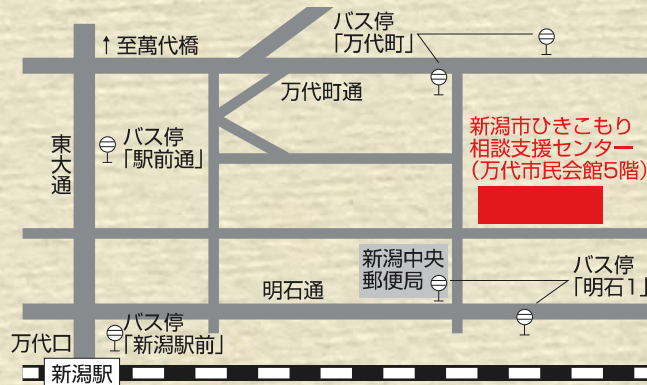 ↑至萬代橋
バス停
「万代町」
万代町通
東大通
バス停
「駅前通」
新潟市ひきこもり
相談支援センター
(万代市民会館5階)
新潟中央
郵便局
バス停
「明石1」
明石通
バス停
「新潟駅前」
万代口
新潟駅